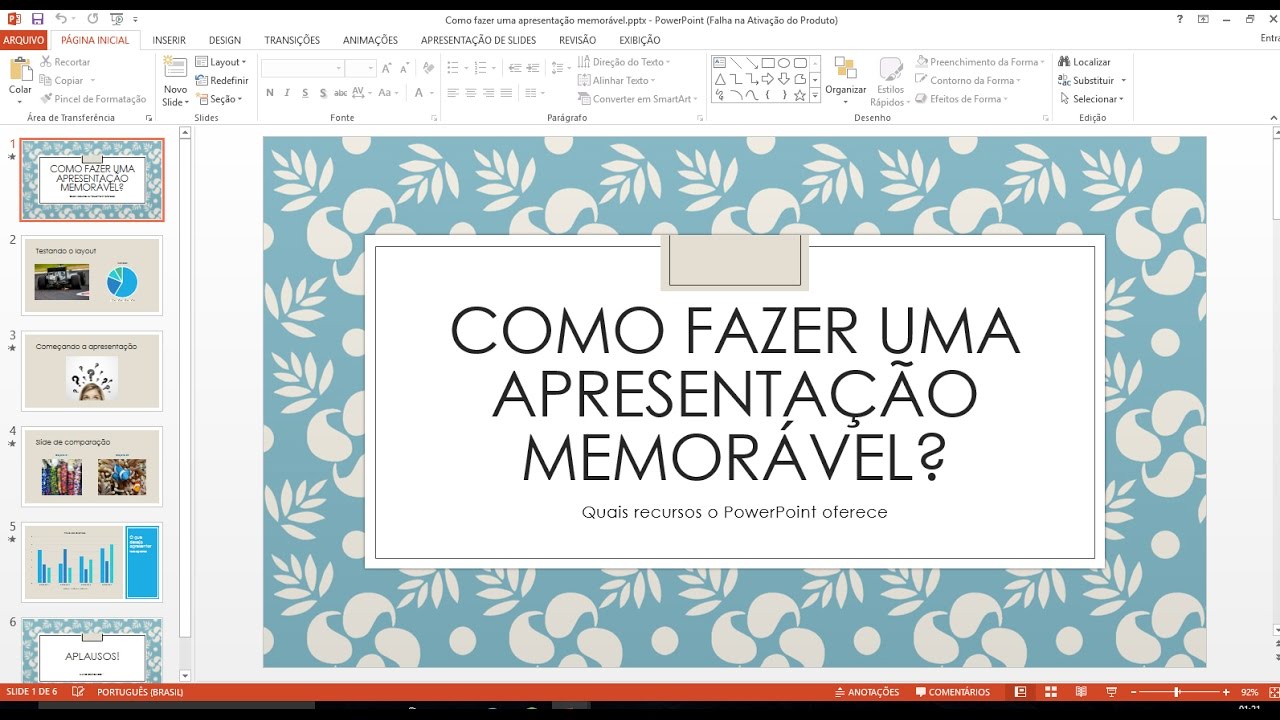 Como fazer uma apresentação memorável.pptx - PowerPoint (Falha na Ativação do Produto)
ARQUIVO PÁGINA INICIAL INSERIR DESIGN TRANSIÇÕES ANIMAÇÕES APRESENTAÇÃO DE SLIDES REVISÃO EXIBIÇÃO Entra
Colar
Recortar
Copiar
Pincel de Formatação
Área de Transferência
Novo
Slide
Layout
Redefinir
Seção
Slides
N I S S abc AV Aa A
Fonte
Direção do Texto
Alinhar Texto
Converter em SmartArt
Parágrafo
Organizar
Estilos
Rápidos
Preenchimento da Forma
Contorno da Forma
Efeitos de Forma
Desenho
Localizar
Substituir
Selecionar
Edição
1
COMO FAZER UMA
APRESENTAÇÃO
MEMORÁVEL?
2
Testando o layout
3
Começando a apresentação
4
Slide de comparação
5
O que
deseja
apresentar
6
APLAUSOS!
COMO FAZER UMA
APRESENTAÇÃO
MEMORÁVEL?
Quais recursos o PowerPoint oferece
SLIDE 1 DE 6 PORTUGUÊS (BRASIL) ANOTAÇÕES COMENTÁRIOS 92%
01:21